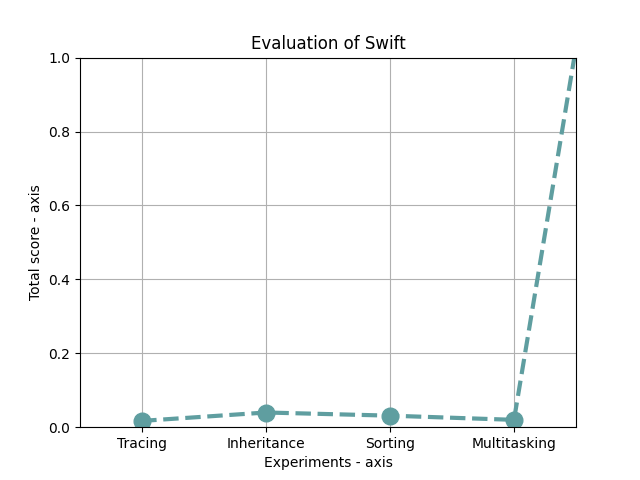 Evaluation of Swift
1.0
0.8
0.6
0.4
0.2
0.0
Total score - axis
Tracing
Inheritance
Sorting
Multitasking
Experiments - axis